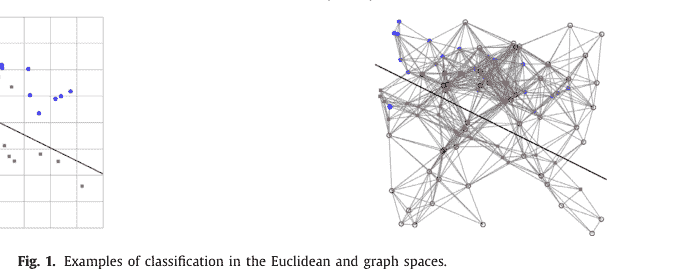 Fig. 1. Examples of classification in the Euclidean and graph spaces.